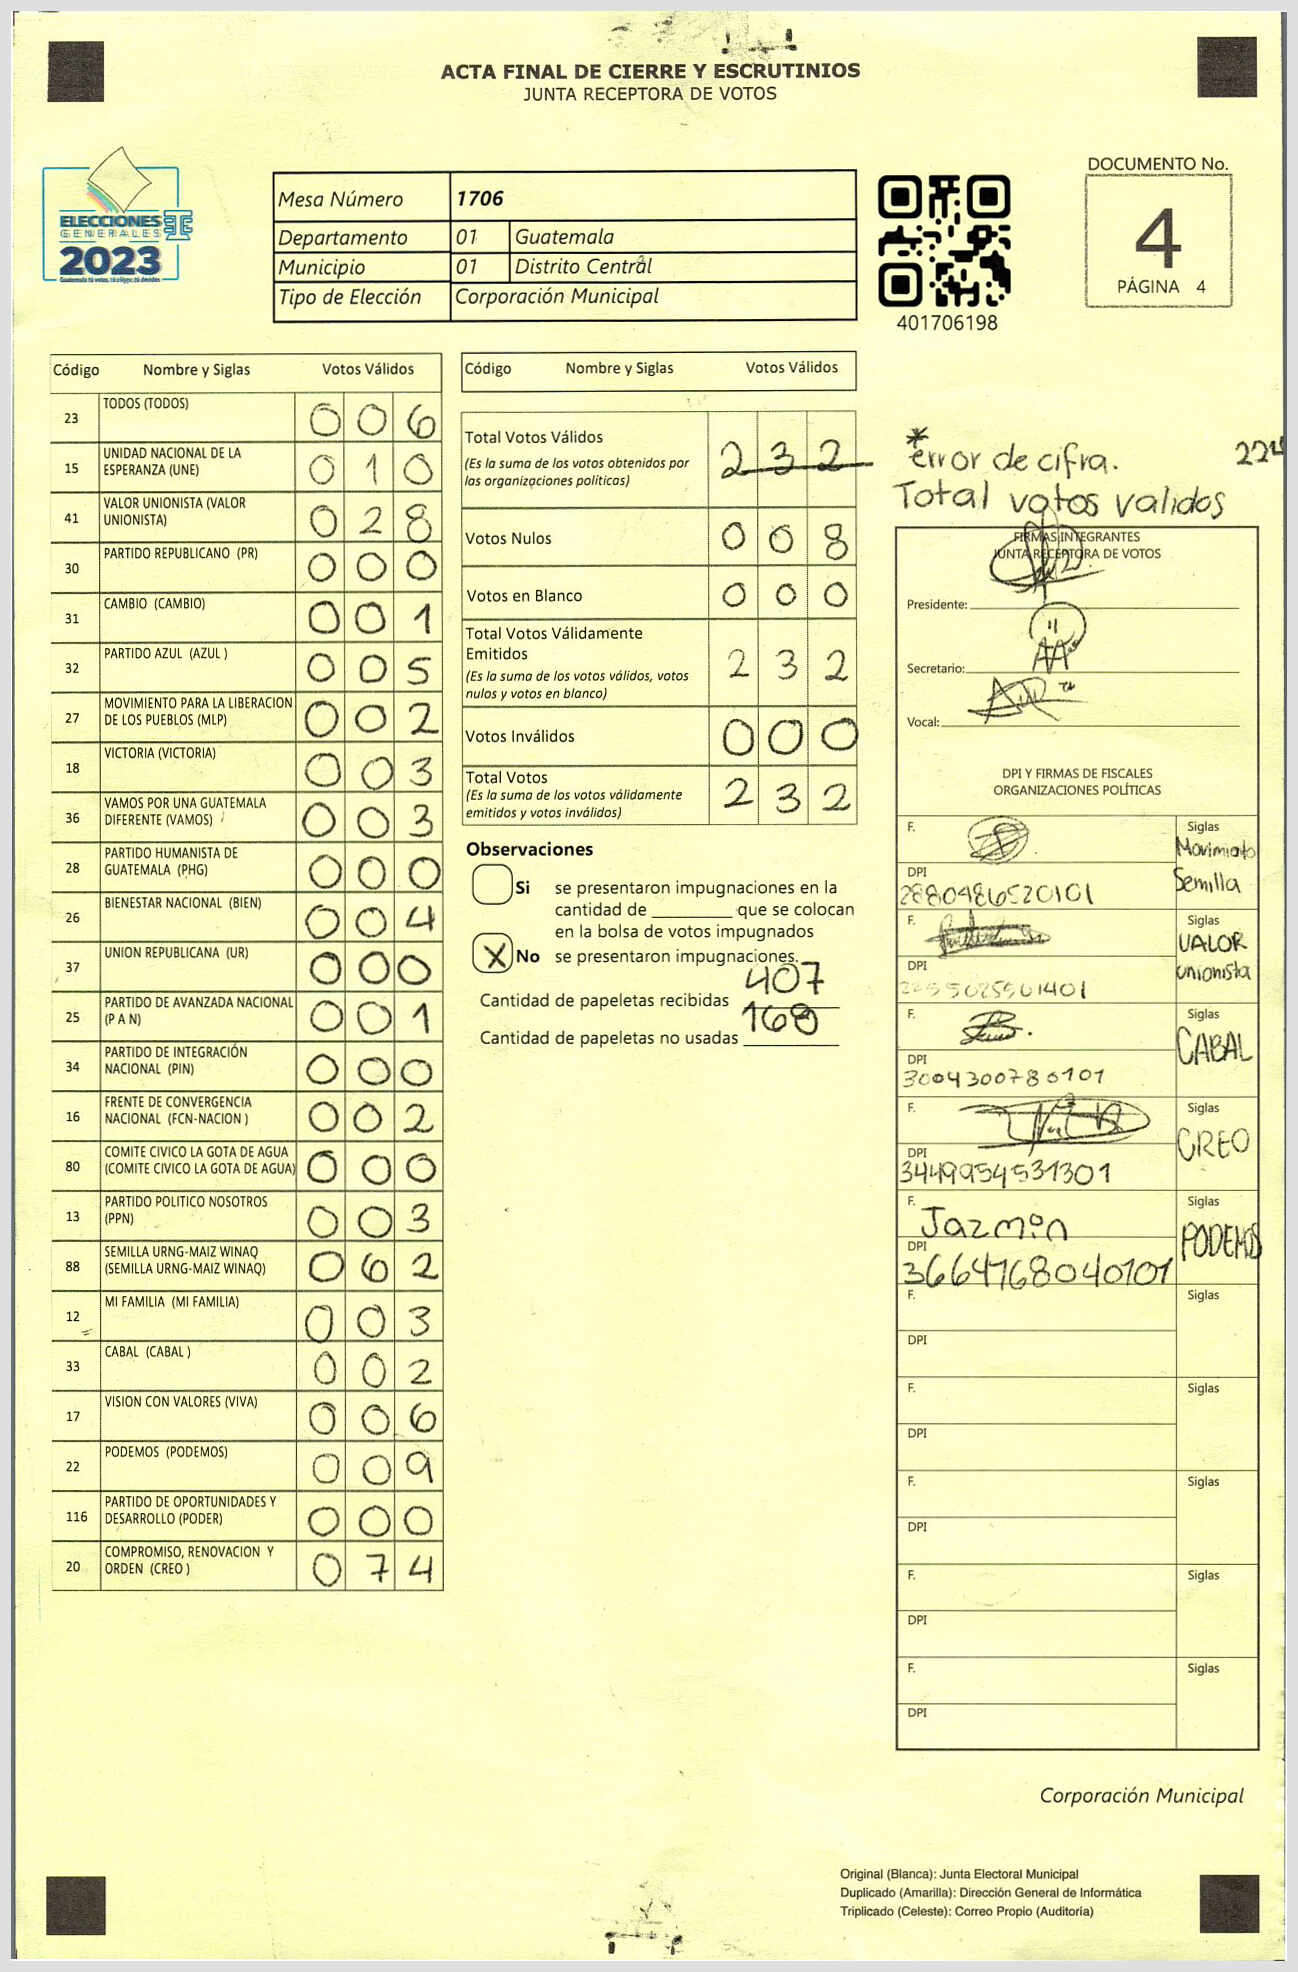 ACTA FINAL DE CIERRE Y ESCRUTINIOS
JUNTA RECEPTORA DE VOTOS
ELECCIONES
GENERALES
2023
Mesa Número 1706
Departamento 01 Guatemala
Municipio 01 Distrito Central
Tipo de Elección Corporación Municipal
401706198
DOCUMENTO No.
4
PÁGINA 4
Código Nombre y Siglas Votos Válidos
23 TODOS (TODOS) 0 0 6
15 UNIDAD NACIONAL DE LA
ESPERANZA (UNE) 0 1 0
41 VALOR UNIONISTA (VALOR
UNIONISTA) 0 2 8
30 PARTIDO REPUBLICANO (PR) 0 0 0
31 CAMBIO (CAMBIO) 0 0 1
32 PARTIDO AZUL (AZUL ) 0 0 5
27 MOVIMIENTO PARA LA LIBERACION
DE LOS PUEBLOS (MLP) 0 0 2
18 VICTORIA (VICTORIA) 0 0 3
36 VAMOS POR UNA GUATEMALA
DIFERENTE (VAMOS) 0 0 3
28 PARTIDO HUMANISTA DE
GUATEMALA (PHG) 0 0 0
26 BIENESTAR NACIONAL (BIEN) 0 0 4
37 UNION REPUBLICANA (UR) 0 0 0
25 PARTIDO DE AVANZADA NACIONAL
(P A N) 0 0 1
34 PARTIDO DE INTEGRACIÓN
NACIONAL (PIN) 0 0 0
16 FRENTE DE CONVERGENCIA
NACIONAL (FCN-NACION ) 0 0 2
80 COMITE CIVICO LA GOTA DE AGUA
(COMITE CIVICO LA GOTA DE AGUA) 0 0 0
13 PARTIDO POLITICO NOSOTROS
(PPN) 0 0 3
88 SEMILLA URNG-MAIZ WINAQ
(SEMILLA URNG-MAIZ WINAQ) 0 6 2
12 MI FAMILIA (MI FAMILIA) 0 0 3
33 CABAL (CABAL ) 0 0 2
17 VISION CON VALORES (VIVA) 0 0 6
22 PODEMOS (PODEMOS) 0 0 9
116 PARTIDO DE OPORTUNIDADES Y
DESARROLLO (PODER) 0 0 0
20 COMPROMISO, RENOVACION Y
ORDEN (CREO ) 0 7 4
Código Nombre y Siglas Votos Válidos
Total Votos Válidos 2 3 2
(Es la suma de los votos obtenidos por
las organizaciones políticas)
Votos Nulos 0 0 8
Votos en Blanco 0 0 0
Total Votos Válidamente
Emitidos 2 3 2
(Es la suma de los votos válidos, votos
nulos y votos en blanco)
Votos Inválidos 0 0 0
Total Votos 2 3 2
(Es la suma de los votos válidamente
emitidos y votos inválidos)
Observaciones
Si se presentaron impugnaciones en la
cantidad de ________ que se colocan
en la bolsa de votos impugnados
X No se presentaron impugnaciones.
Cantidad de papeletas recibidas 407
Cantidad de papeletas no usadas 168
* error de cifra. 224
Total votos validos
FIRMAS INTEGRANTES
JUNTA RECEPTORA DE VOTOS
Presidente:
Secretario:
Vocal:
DPI Y FIRMAS DE FISCALES
ORGANIZACIONES POLÍTICAS
F. Siglas
Movimiato
DPI Semilla
2880486520101
F. Siglas
VALOR
DPI unionista
F. Siglas
CABAL
DPI
3004300780101
F. Siglas
CREO
DPI
3449954531301
F. Jazmin Siglas
PODEMOS
DPI
3664768040101
F. Siglas
DPI
F. Siglas
DPI
F. Siglas
DPI
F. Siglas
DPI
F. Siglas
DPI
Corporación Municipal
Original (Blanca): Junta Electoral Municipal
Duplicado (Amarilla): Dirección General de Informática
Triplicado (Celeste): Correo Propio (Auditoría)